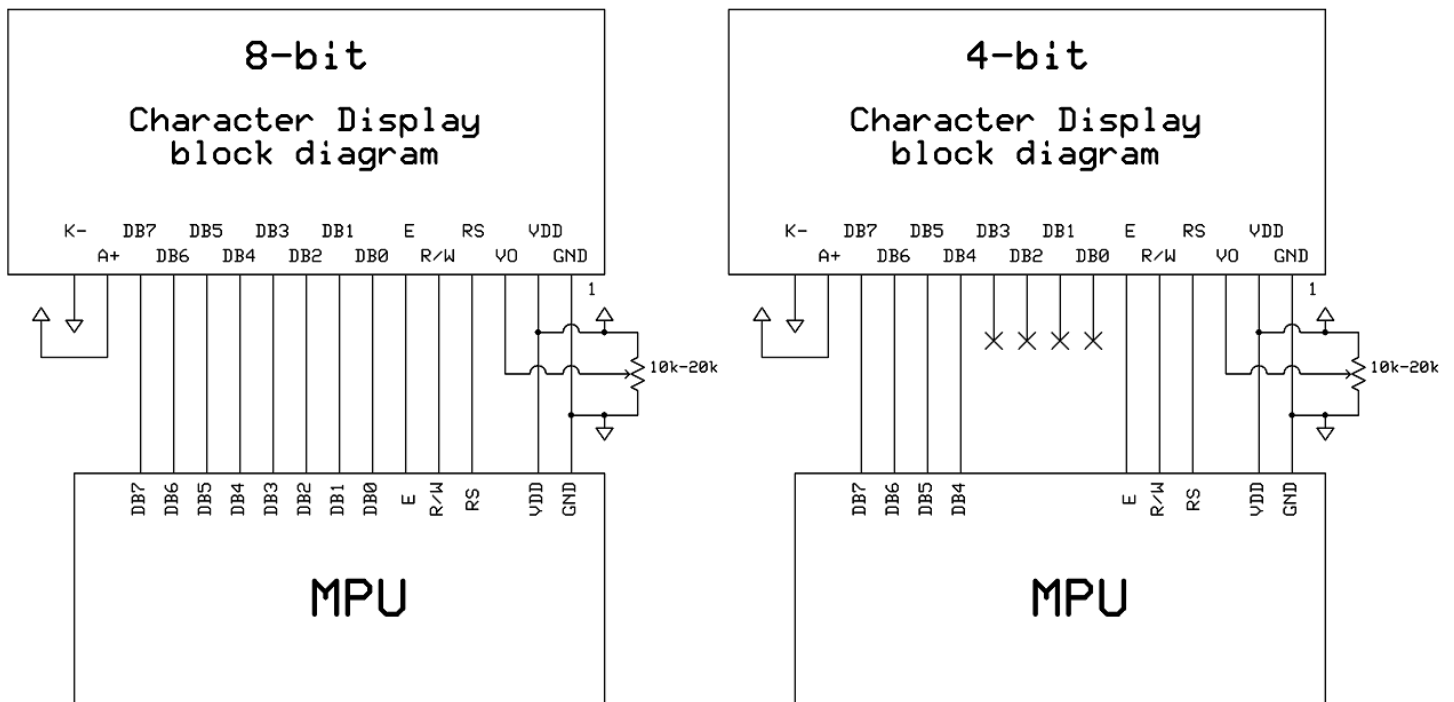 8-bit
Character Display
block diagram
K- DB7 DB5 DB3 DB1 E RS VDD
A+ DB6 DB4 DB2 DB0 R/W VO GND
1
10k-20k
DB7 DB6 DB5 DB4 DB3 DB2 DB1 DB0 E R/W RS VDD GND
MPU
4-bit
Character Display
block diagram
K- DB7 DB5 DB3 DB1 E RS VDD
A+ DB6 DB4 DB2 DB0 R/W VO GND
1
10k-20k
DB7 DB6 DB5 DB4 E R/W RS VDD GND
MPU